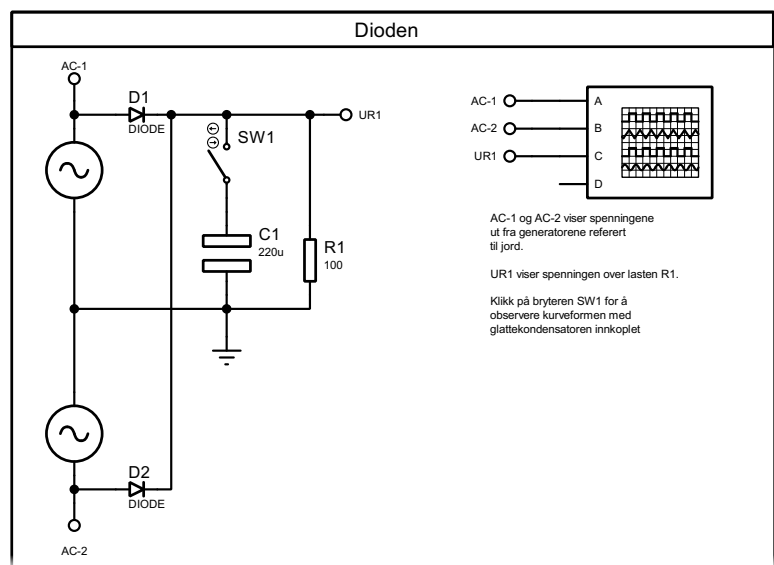 Dioden
AC-1
D1
DIODE
UR1
SW1
C1
220u
R1
100
D2
DIODE
AC-2
AC-1
A
AC-2
B
UR1
C
D
AC-1 og AC-2 viser spenningene
ut fra generatorene referert
til jord.
UR1 viser spenningen over lasten R1.
Klikk på bryteren SW1 for å
observere kurveformen med
glattekondensatoren innkoplet